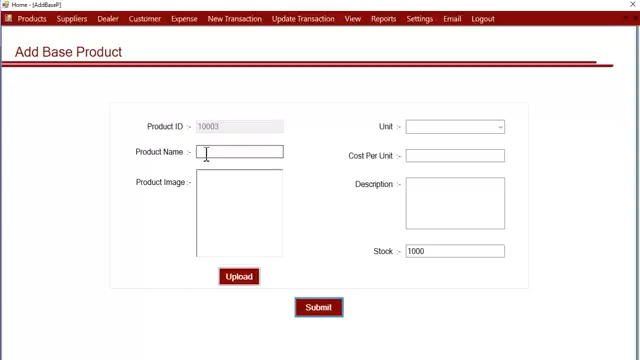 Home - [AddBaseP]
Products Suppliers Dealer Customer Expense New Transaction Update Transaction View Reports Settings Email Logout
Add Base Product
Product ID :- 10003
Unit :-
Product Name :-
Cost Per Unit :-
Product Image :-
Description :-
Stock :- 1000
Upload
Submit